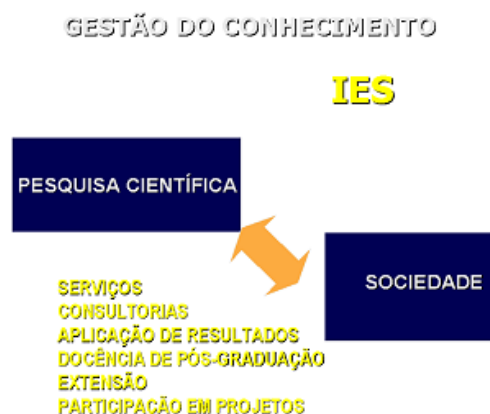 GESTÃO DO CONHECIMENTO
IES
PESQUISA CIENTÍFICA
SOCIEDADE
SERVIÇOS
CONSULTORIAS
APLICAÇÃO DE RESULTADOS
DOCÊNCIA DE PÓS-GRADUAÇÃO
EXTENSÃO
PARTICIPAÇÃO EM PROJETOS